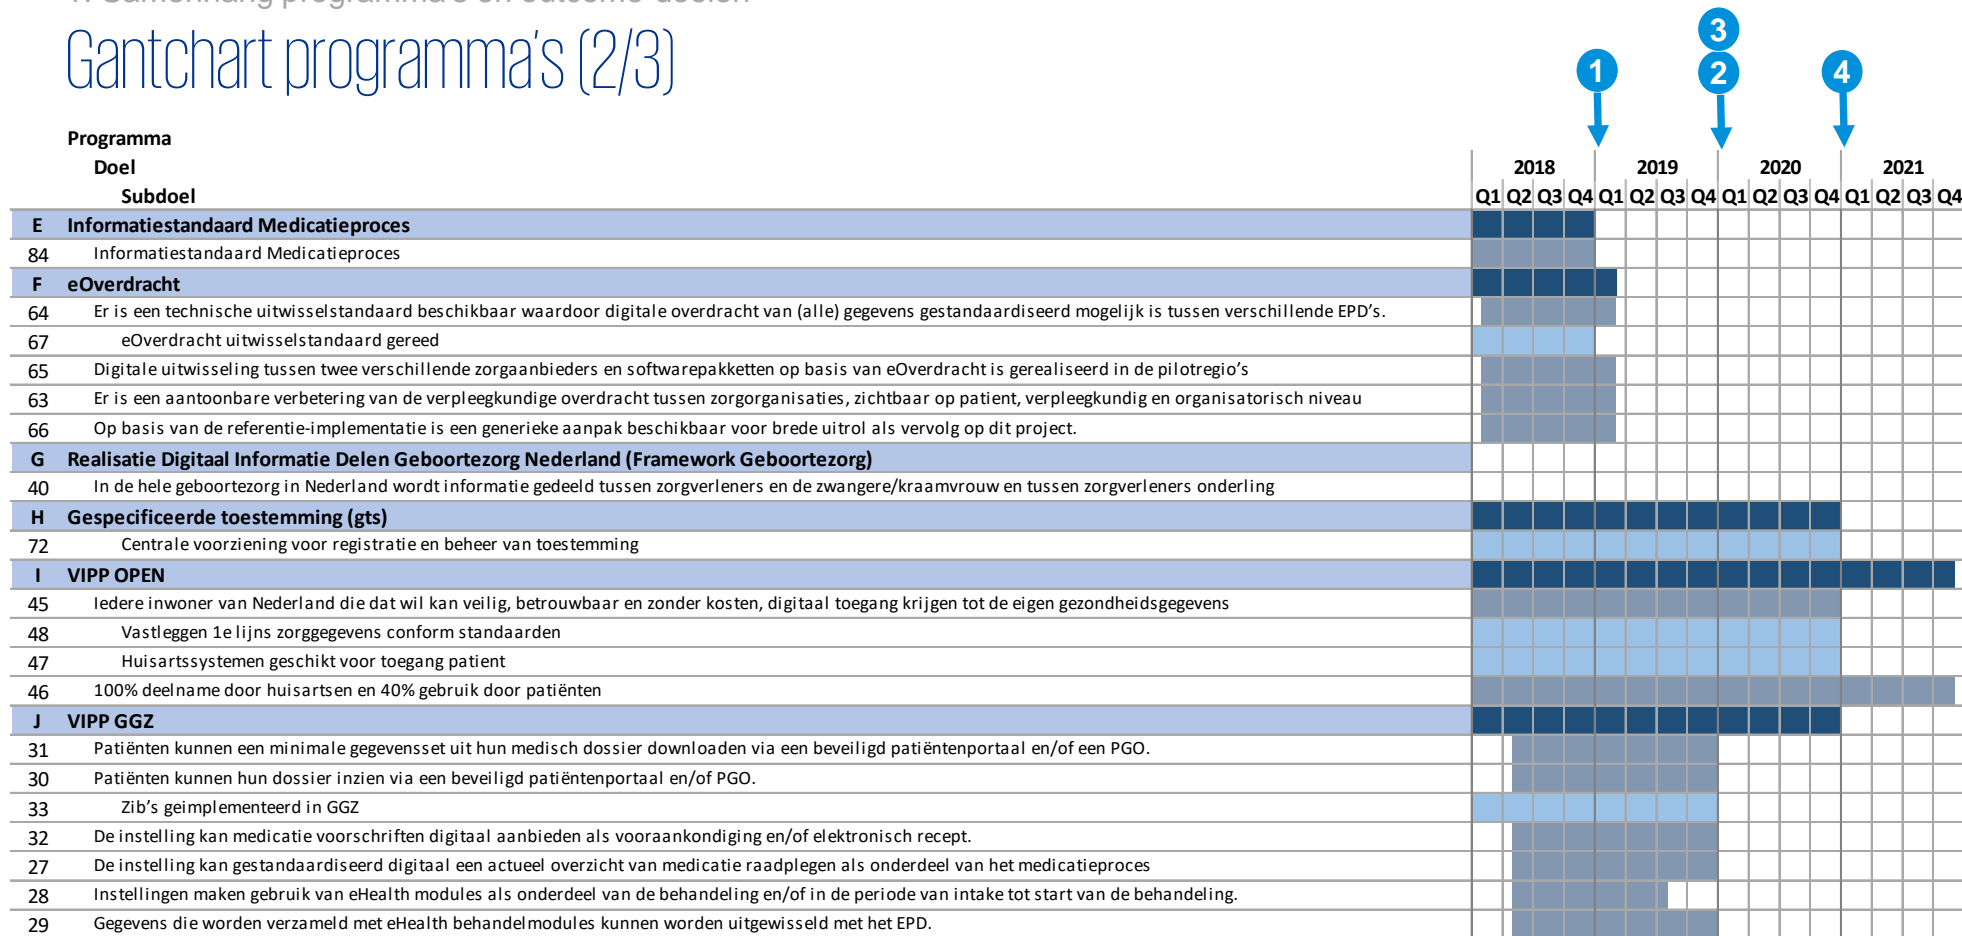 1. Samenhang programma's en outcome-doelen
Gantchart programma's (2/3)
1
3
2
4
Programma
Doel
Subdoel
2018 2019 2020 2021
Q1 Q2 Q3 Q4 Q1 Q2 Q3 Q4 Q1 Q2 Q3 Q4 Q1 Q2 Q3 Q4
E Informatiestandaard Medicatieproces
84 Informatiestandaard Medicatieproces
F eOverdracht
64 Er is een technische uitwisselstandaard beschikbaar waardoor digitale overdracht van (alle) gegevens gestandaardiseerd mogelijk is tussen verschillende EPD's.
67 eOverdracht uitwisselstandaard gereed
65 Digitale uitwisseling tussen twee verschillende zorgaanbieders en softwarepakketten op basis van eOverdracht is gerealiseerd in de pilotregio's
63 Er is een aantoonbare verbetering van de verpleegkundige overdracht tussen zorgorganisaties, zichtbaar op patient, verpleegkundig en organisatorisch niveau
66 Op basis van de referentie-implementatie is een generieke aanpak beschikbaar voor brede uitrol als vervolg op dit project.
G Realisatie Digitaal Informatie Delen Geboortezorg Nederland (Framework Geboortezorg)
40 In de hele geboortezorg in Nederland wordt informatie gedeeld tussen zorgverleners en de zwangere/kraamvrouw en tussen zorgverleners onderling
H Gespecificeerde toestemming (gts)
72 Centrale voorziening voor registratie en beheer van toestemming
I VIPP OPEN
45 Iedere inwoner van Nederland die dat wil kan veilig, betrouwbaar en zonder kosten, digitaal toegang krijgen tot de eigen gezondheidsgegevens
48 Vastleggen 1e lijns zorggegevens conform standaarden
47 Huisartssystemen geschikt voor toegang patient
46 100% deelname door huisartsen en 40% gebruik door patiënten
J VIPP GGZ
31 Patiënten kunnen een minimale gegevensset uit hun medisch dossier downloaden via een beveiligd patiëntenportaal en/of een PGO.
30 Patiënten kunnen hun dossier inzien via een beveiligd patiëntenportaal en/of PGO.
33 Zib's geimplementeerd in GGZ
32 De instelling kan medicatie voorschriften digitaal aanbieden als vooraankondiging en/of elektronisch recept.
27 De instelling kan gestandaardiseerd digitaal een actueel overzicht van medicatie raadplegen als onderdeel van het medicatieproces
28 Instellingen maken gebruik van eHealth modules als onderdeel van de behandeling en/of in de periode van intake tot start van de behandeling.
29 Gegevens die worden verzameld met eHealth behandelmodules kunnen worden uitgewisseld met het EPD.